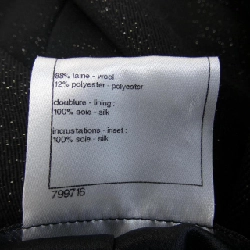 88% laine - wool
12% polyester - polyester
doublure - lining :
100% soie - silk
incrustations - inset :
100% soie - silk
799715